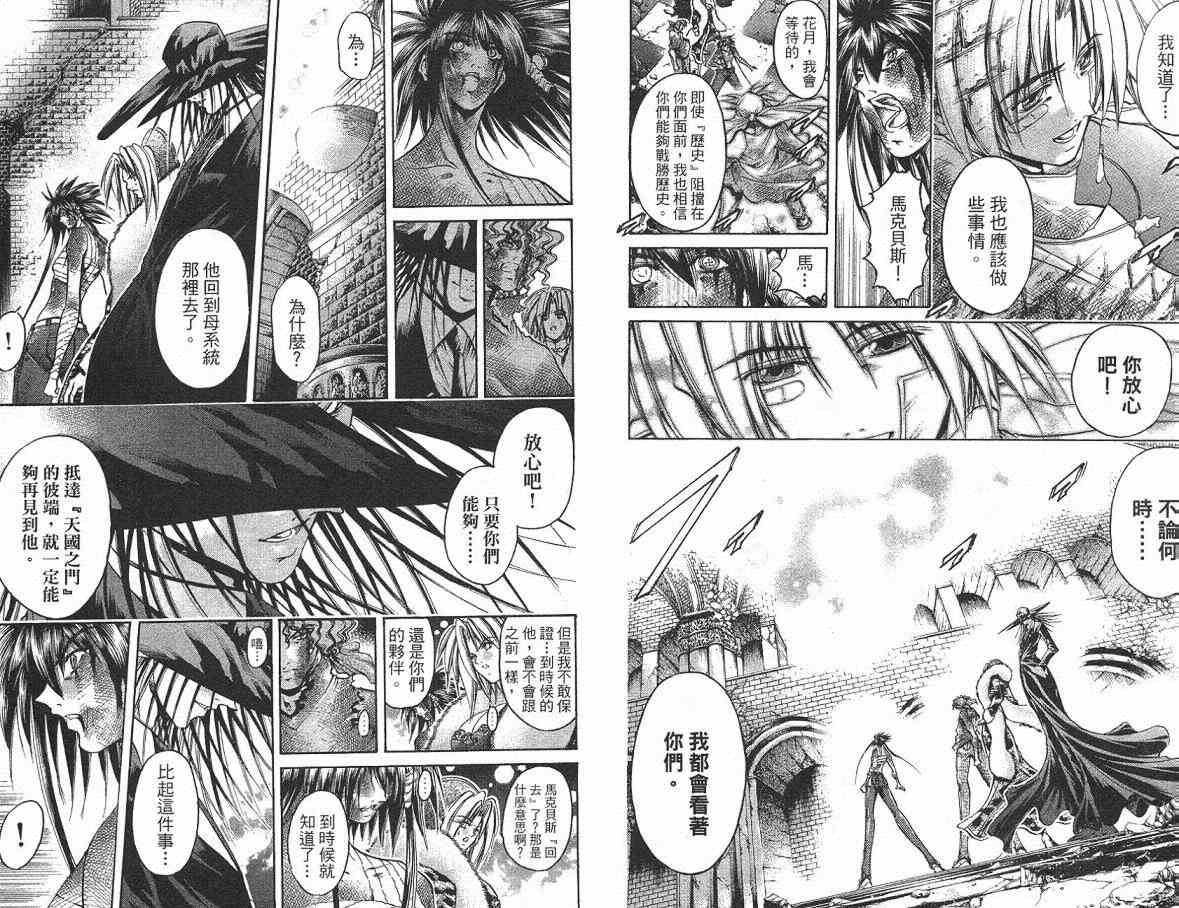 我知道了…
我也應該做
些事情。
馬克貝斯！
花月，我會
等待的，
即使『歷史』阻擋在
你們面前，我也相信
你們能夠戰勝歷史。
馬…
你放心
吧！
不論何
時……
我都會看著
你們。
為…
為什麼？
他回到母系統
那裡去了。
！
放心吧！
只要你們
能夠……
抵達『天國之門』
的彼端，就一定能
夠再見到他。
但是我不敢保
證…到時候的
他，會不會跟
之前一樣，
還是你們
的夥伴。
…
…
嘻…
馬克貝斯『回
去』了？那是
什麼意思啊？
到時候就
知道了…
比起這件事…
！